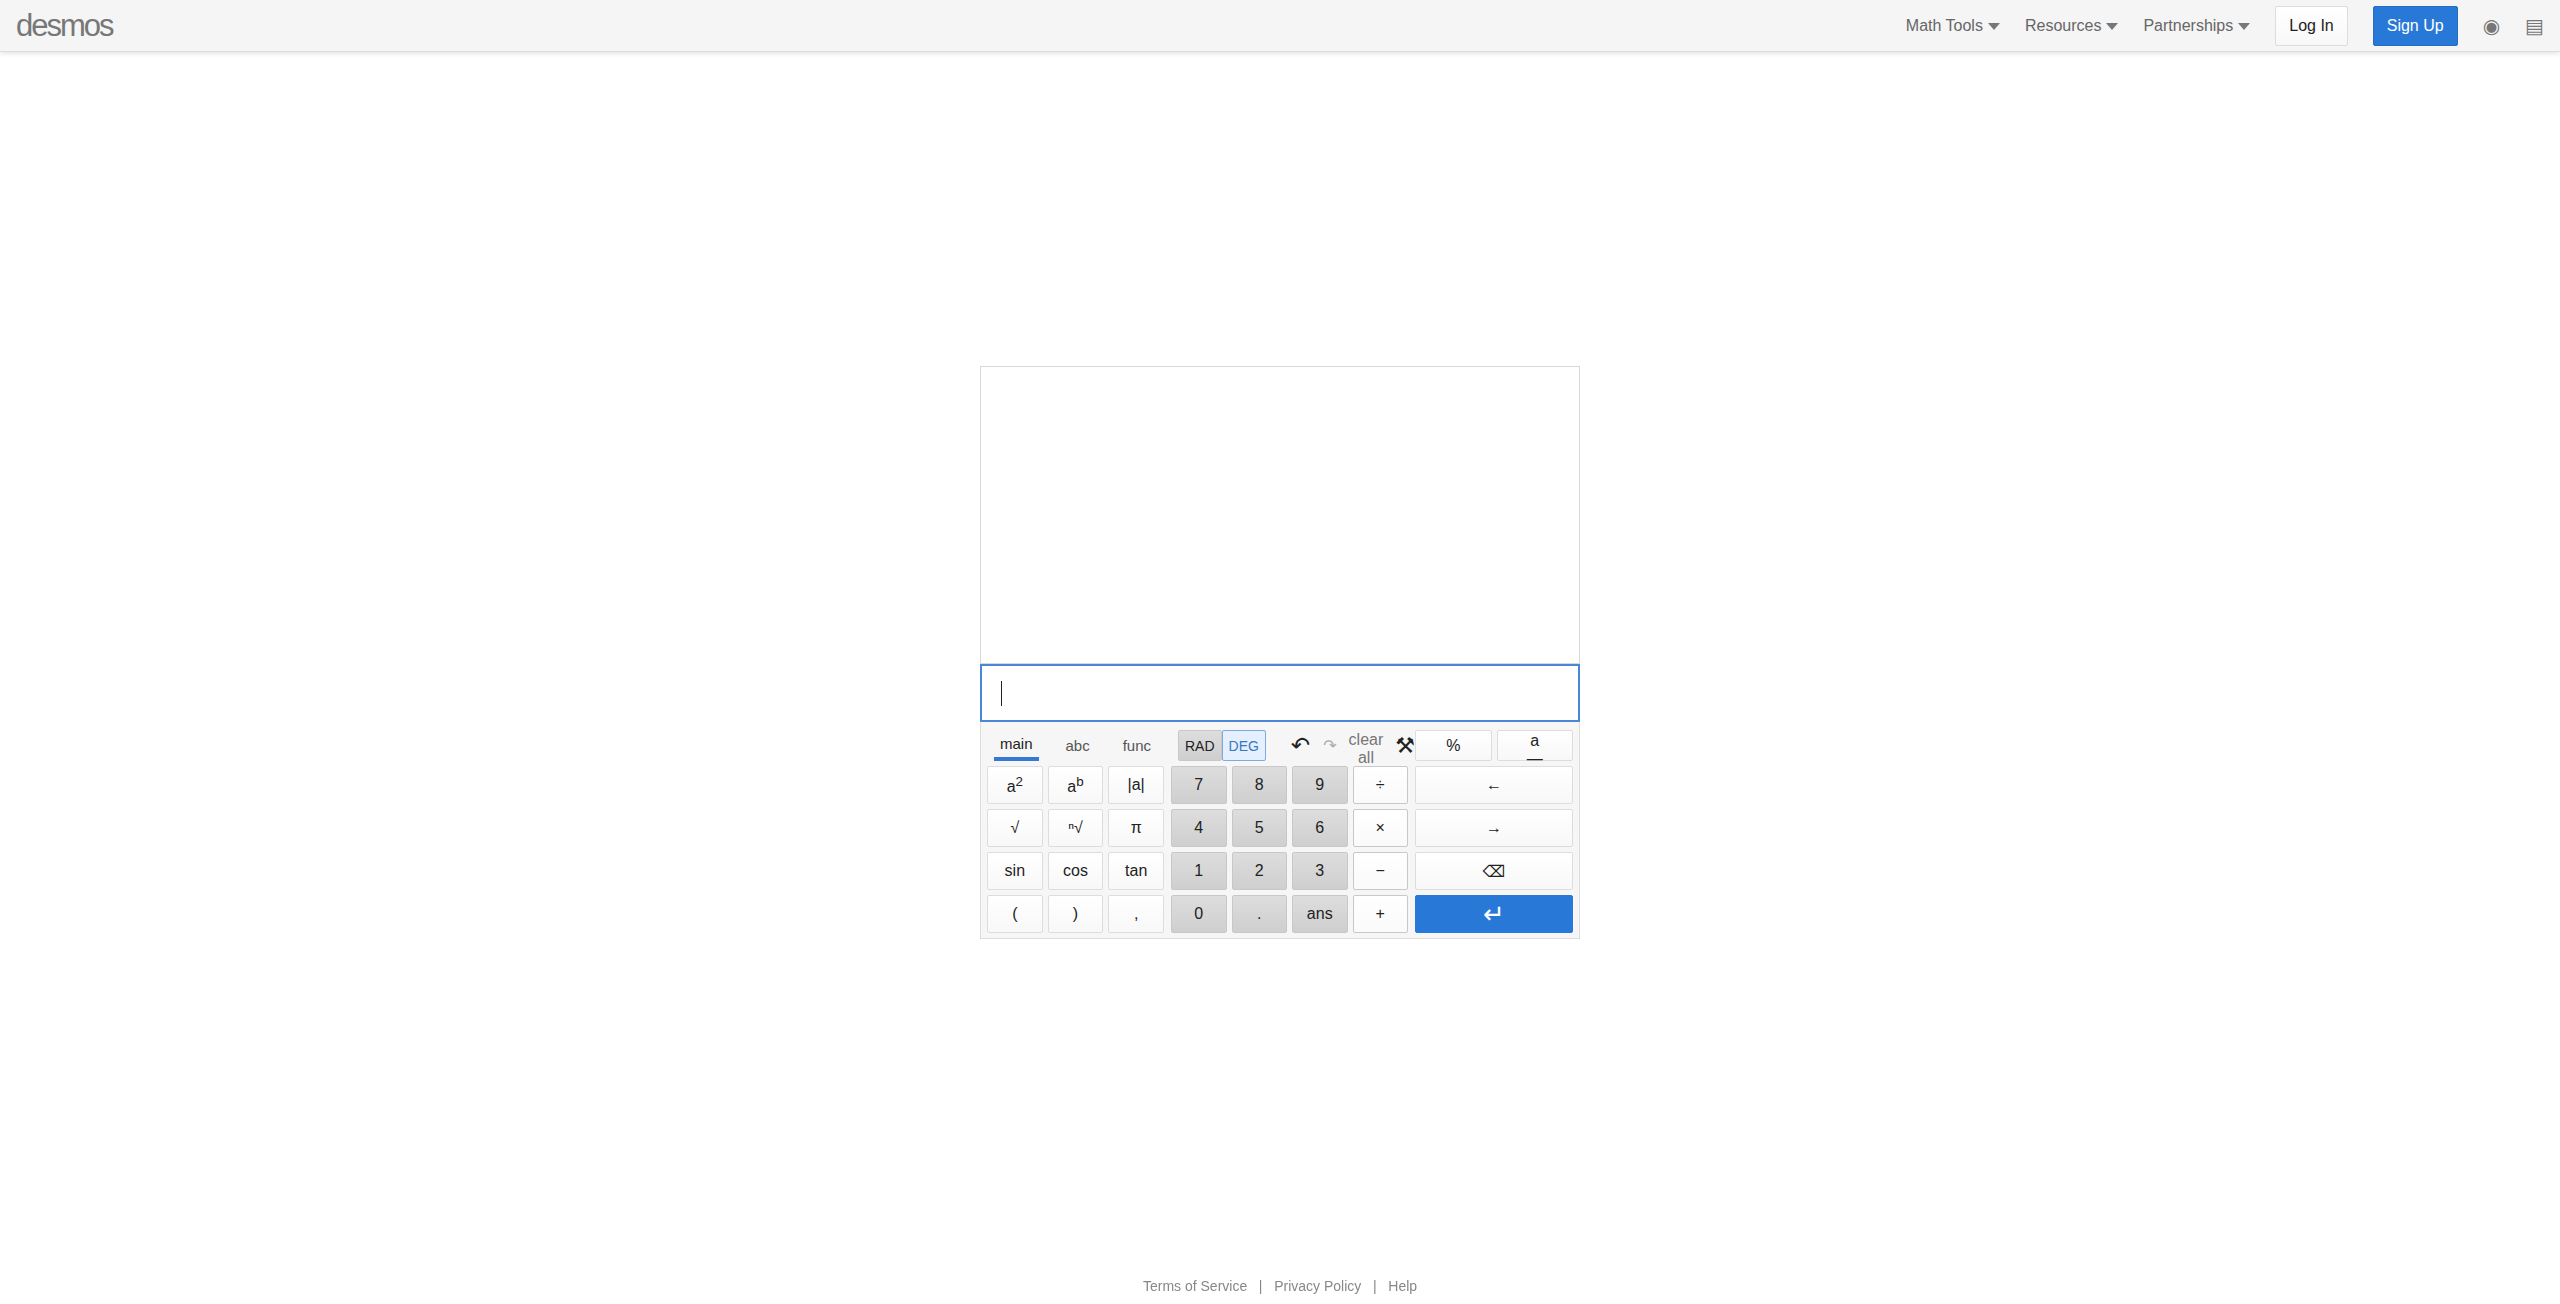 desmos
Math Tools Resources Partnerships Log In Sign Up
main abc func RAD DEG clear all % a
a² aᵇ |a| 7 8 9 ÷ ←
√ ⁿ√ π 4 5 6 × →
sin cos tan 1 2 3 − ⌫
( ) , 0 . ans + ↵
Terms of Service | Privacy Policy | Help